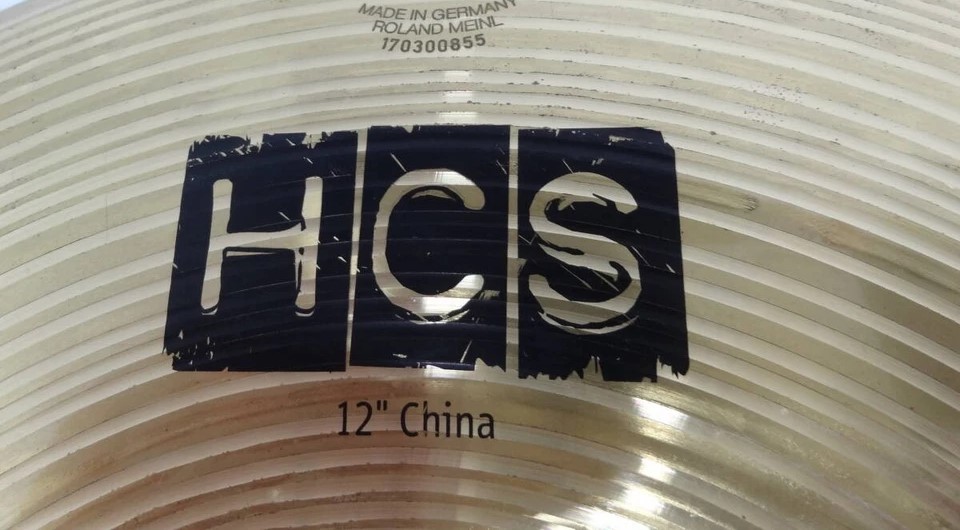 MADE IN GERMANY
ROLAND MEINL
170300855
HCS
12" China